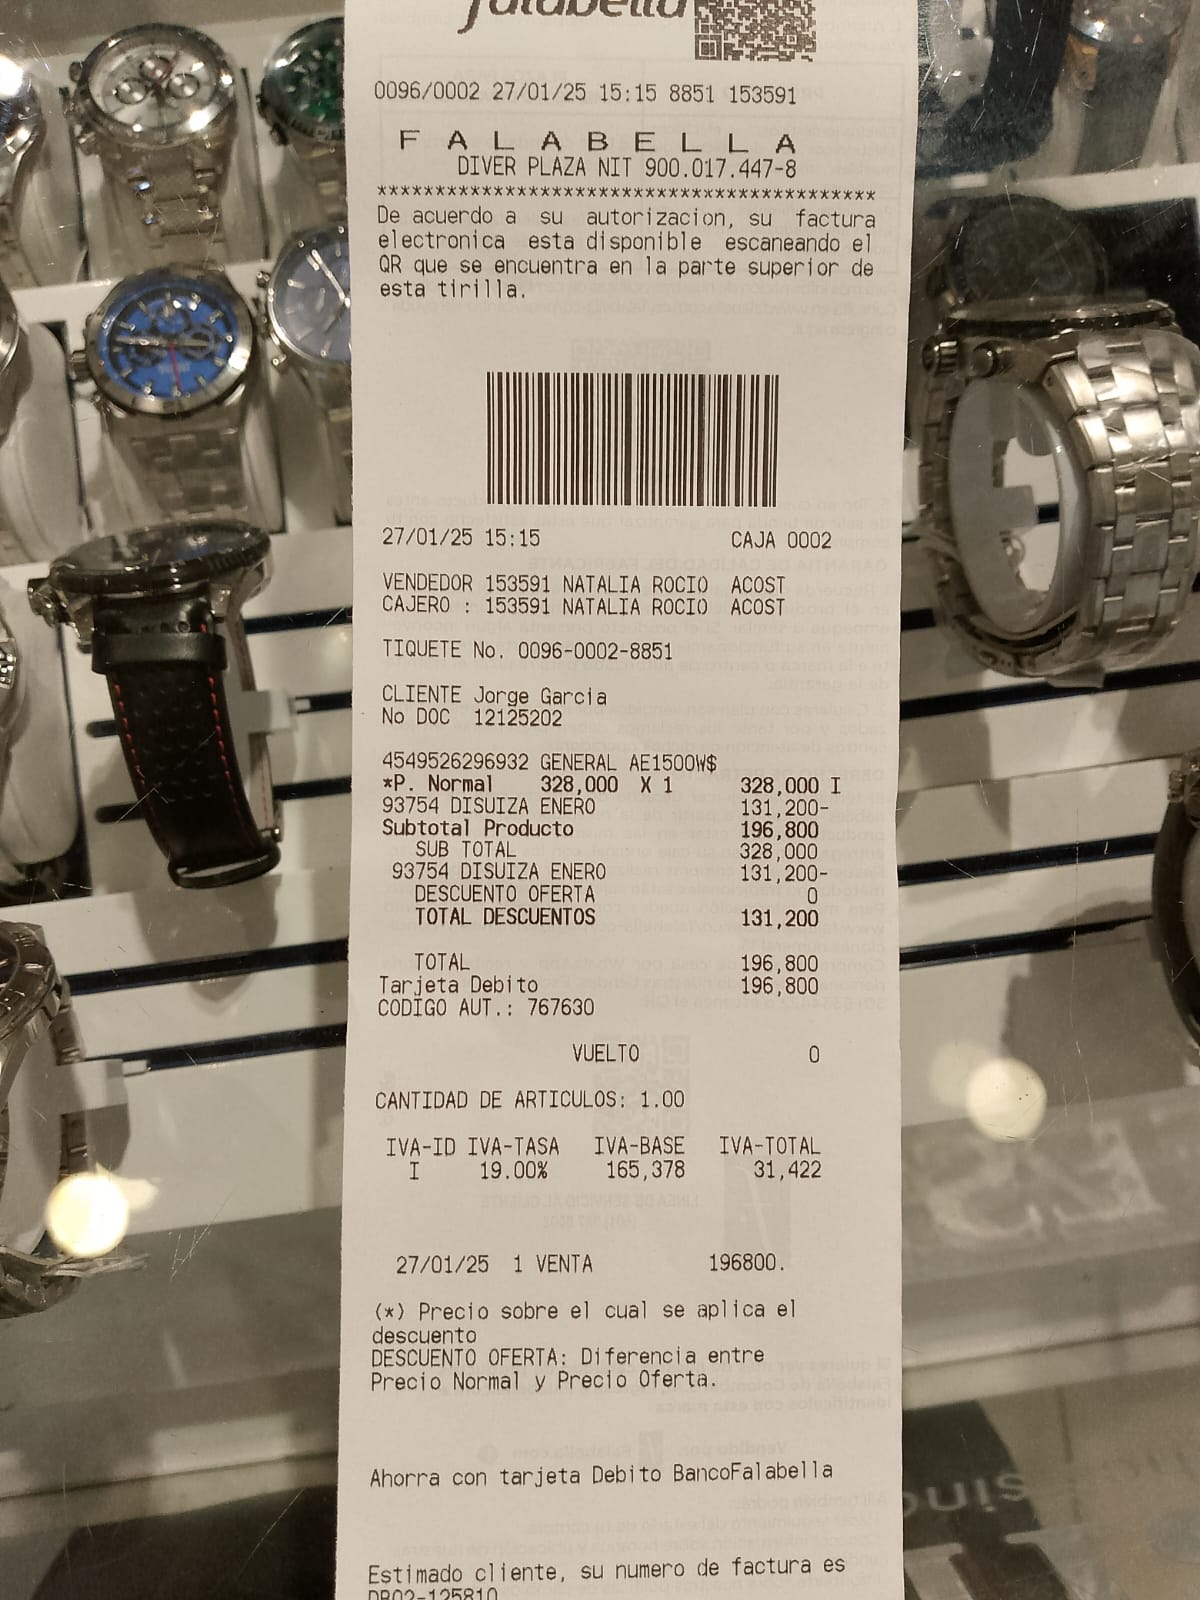 falabella
0096/0002 27/01/25 15:15 8851 153591
F A L A B E L L A
DIVER PLAZA NIT 900.017.447-8
*******************************************
De acuerdo a su autorizacion, su factura
electronica esta disponible escaneando el
QR que se encuentra en la parte superior de
esta tirilla.
27/01/25 15:15 CAJA 0002
VENDEDOR 153591 NATALIA ROCIO ACOST
CAJERO : 153591 NATALIA ROCIO ACOST
TIQUETE No. 0096-0002-8851
CLIENTE Jorge Garcia
No DOC 12125202
4549526296932 GENERAL AE1500W$
*P. Normal 328,000 X 1 328,000 I
93754 DISUIZA ENERO 131,200-
Subtotal Producto 196,800
SUB TOTAL 328,000
93754 DISUIZA ENERO 131,200-
DESCUENTO OFERTA 0
TOTAL DESCUENTOS 131,200
TOTAL 196,800
Tarjeta Debito 196,800
CODIGO AUT.: 767630
VUELTO 0
CANTIDAD DE ARTICULOS: 1.00
IVA-ID IVA-TASA IVA-BASE IVA-TOTAL
I 19.00% 165,378 31,422
27/01/25 1 VENTA 196800.
(*) Precio sobre el cual se aplica el
descuento
DESCUENTO OFERTA: Diferencia entre
Precio Normal y Precio Oferta.
Ahorra con tarjeta Debito BancoFalabella
Estimado cliente, su numero de factura es